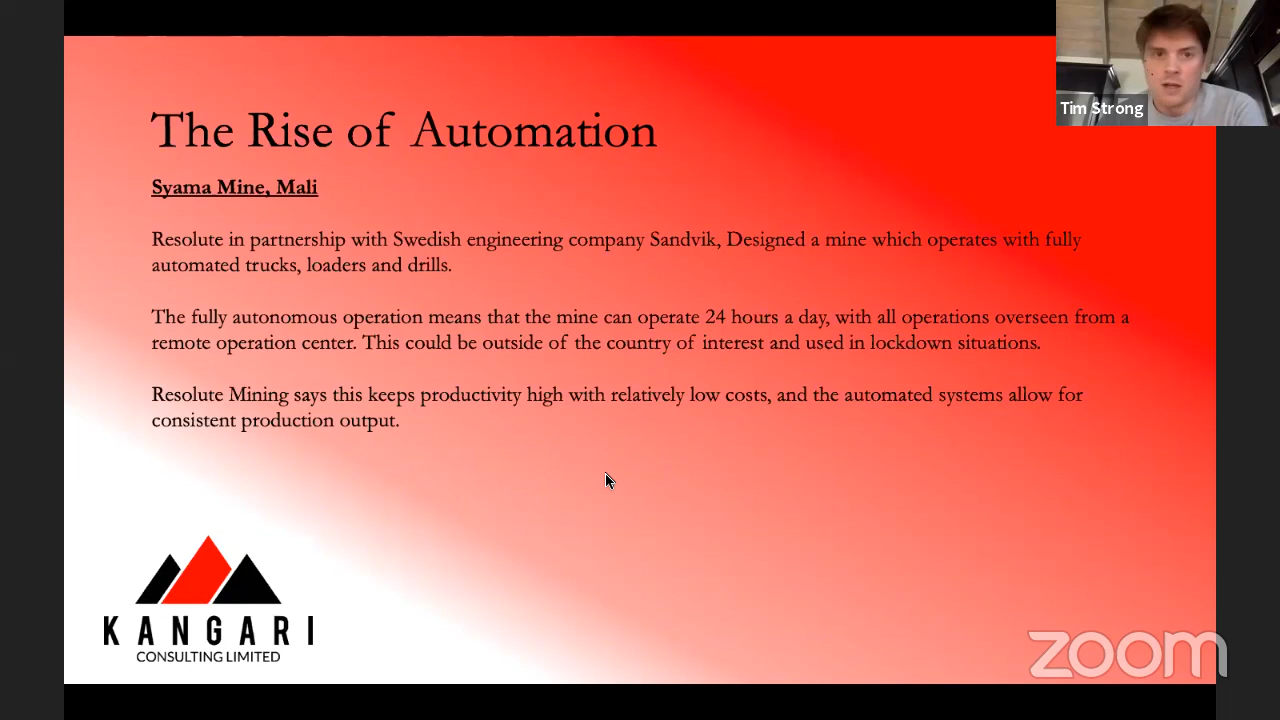 Tim Strong
The Rise of Automation
Syama Mine, Mali
Resolute in partnership with Swedish engineering company Sandvik, Designed a mine which operates with fully
automated trucks, loaders and drills.
The fully autonomous operation means that the mine can operate 24 hours a day, with all operations overseen from a
remote operation center. This could be outside of the country of interest and used in lockdown situations.
Resolute Mining says this keeps productivity high with relatively low costs, and the automated systems allow for
consistent production output.
KANGARI
CONSULTING LIMITED
zoom